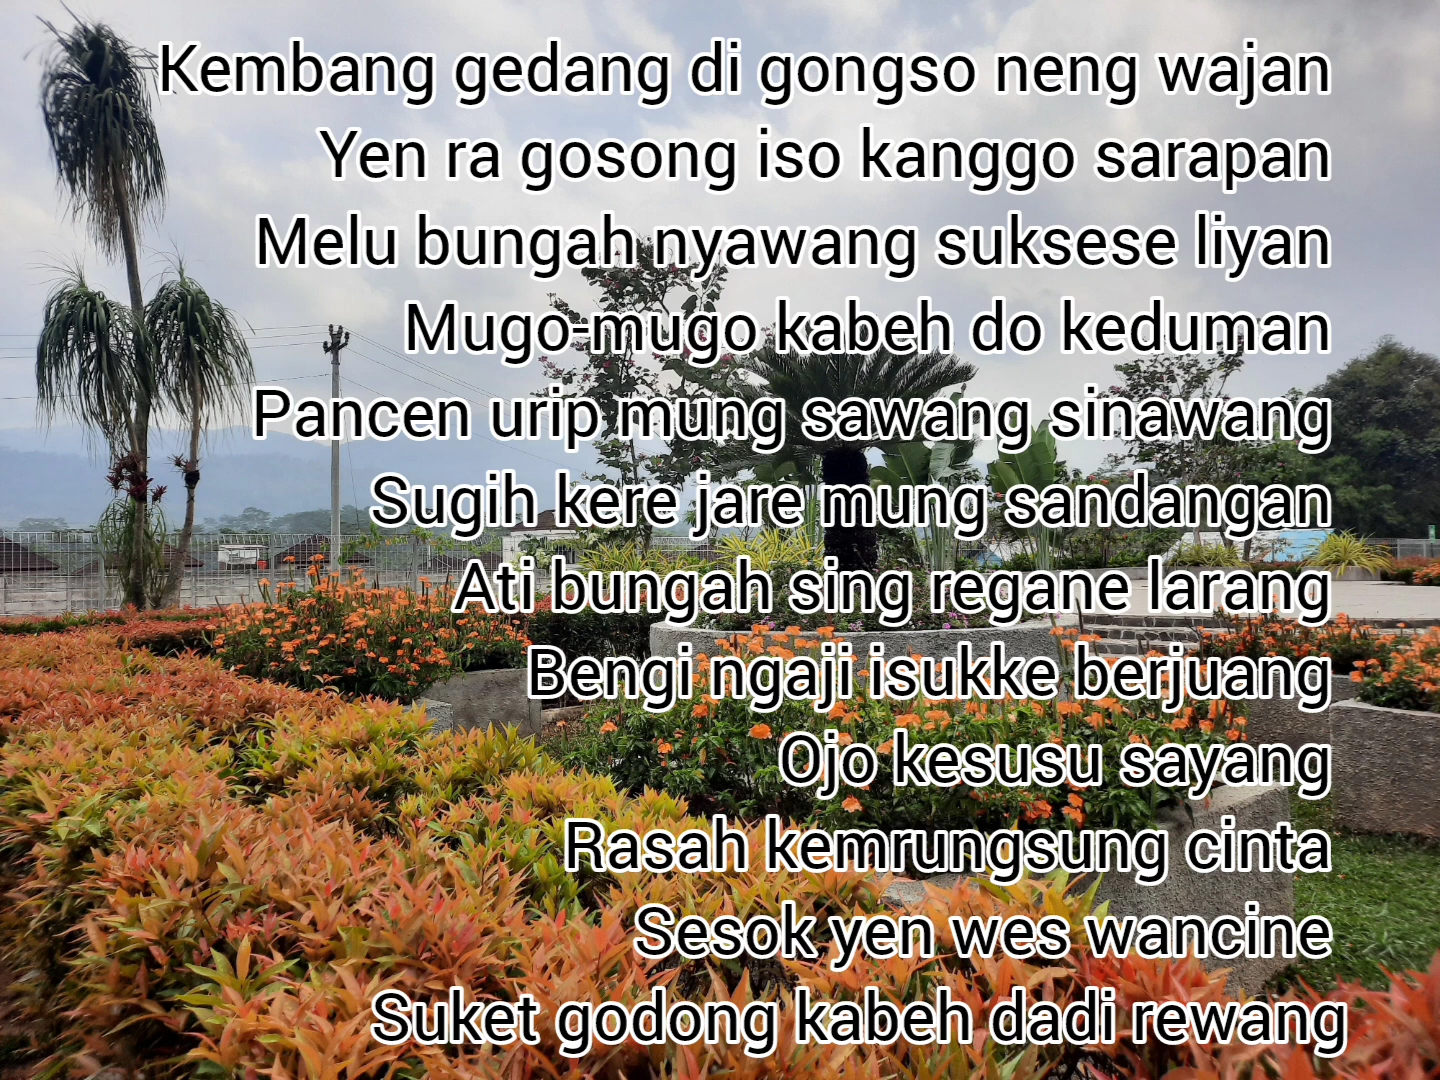 Kembang gedang di gongso neng wajan
Yen ra gosong iso kanggo sarapan
Melu bungah nyawang suksese liyan
Mugo-mugo kabeh do keduman
Pancen urip mung sawang sinawang
Sugih kere jare mung sandangan
Ati bungah sing regane larang
Bengi ngaji isukke berjuang
Ojo kesusu sayang
Rasah kemrungsung cinta
Sesok yen wes wancine
Suket godong kabeh dadi rewang